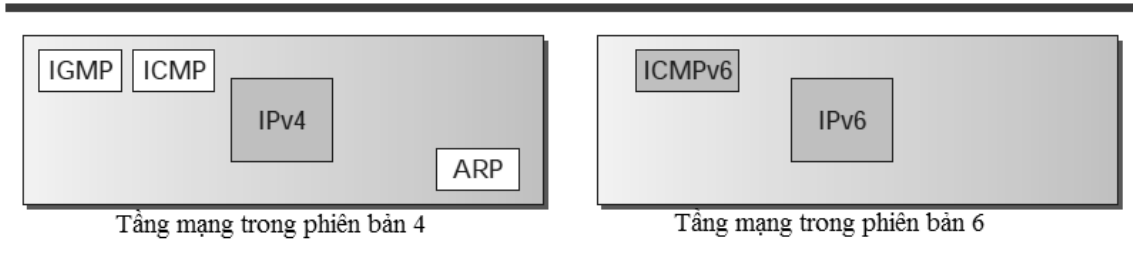 IGMP ICMP
IPv4
ARP
Tầng mạng trong phiên bản 4
ICMPv6
IPv6
Tầng mạng trong phiên bản 6